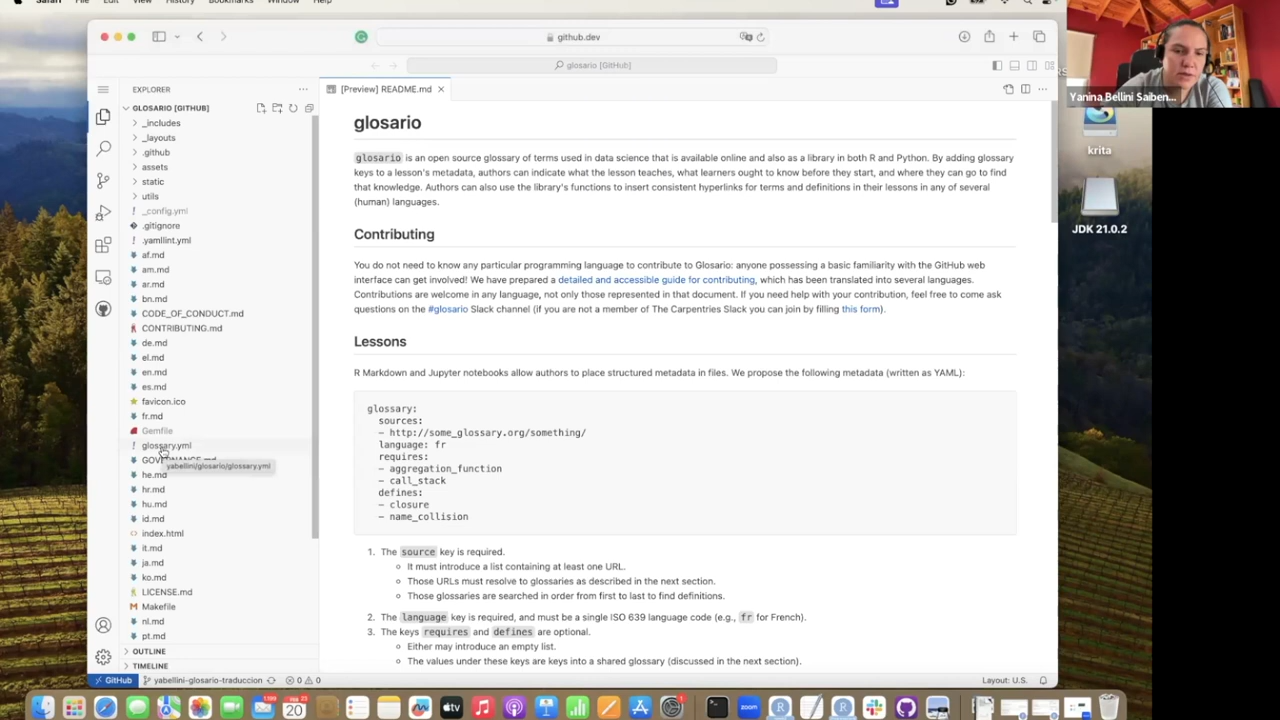 Safari File Edit View History Bookmarks Window Help
github.dev
glosario [GitHub]
EXPLORER
GLOSARIO [GITHUB]
_includes
_layouts
.github
assets
static
utils
_config.yml
.gitignore
.yamllint.yml
af.md
am.md
ar.md
bn.md
CODE_OF_CONDUCT.md
CONTRIBUTING.md
de.md
el.md
en.md
es.md
favicon.ico
fr.md
Gemfile
glossary.yml
GOVERNANCE.md
yabellini/glosario/glossary.yml
he.md
hr.md
hu.md
id.md
index.html
it.md
ja.md
ko.md
LICENSE.md
Makefile
nl.md
pt.md
OUTLINE
TIMELINE
[Preview] README.md
glosario
glosario is an open source glossary of terms used in data science that is available online and also as a library in both R and Python. By adding glossary
keys to a lesson's metadata, authors can indicate what the lesson teaches, what learners ought to know before they start, and where they can go to find
that knowledge. Authors can also use the library's functions to insert consistent hyperlinks for terms and definitions in their lessons in any of several
(human) languages.
Contributing
You do not need to know any particular programming language to contribute to Glosario: anyone possessing a basic familiarity with the GitHub web
interface can get involved! We have prepared a detailed and accessible guide for contributing, which has been translated into several languages.
Contributions are welcome in any language, not only those represented in that document. If you need help with your contribution, feel free to come ask
questions on the #glosario Slack channel (if you are not a member of The Carpentries Slack you can join by filling this form).
Lessons
R Markdown and Jupyter notebooks allow authors to place structured metadata in files. We propose the following metadata (written as YAML):
glossary:
sources:
- http://some_glossary.org/something/
language: fr
requires:
- aggregation_function
- call_stack
defines:
- closure
- name_collision
1. The source key is required.
It must introduce a list containing at least one URL.
Those URLs must resolve to glossaries as described in the next section.
Those glossaries are searched in order from first to last to find definitions.
2. The language key is required, and must be a single ISO 639 language code (e.g., fr for French).
3. The keys requires and defines are optional.
Either may introduce an empty list.
The values under these keys are keys into a shared glossary (discussed in the next section).
GitHub yabellini-glosario-traduccion 0 0 Layout: U.S.
Yanina Bellini Saiben...
krita
JDK 21.0.2
20
zoom
tv